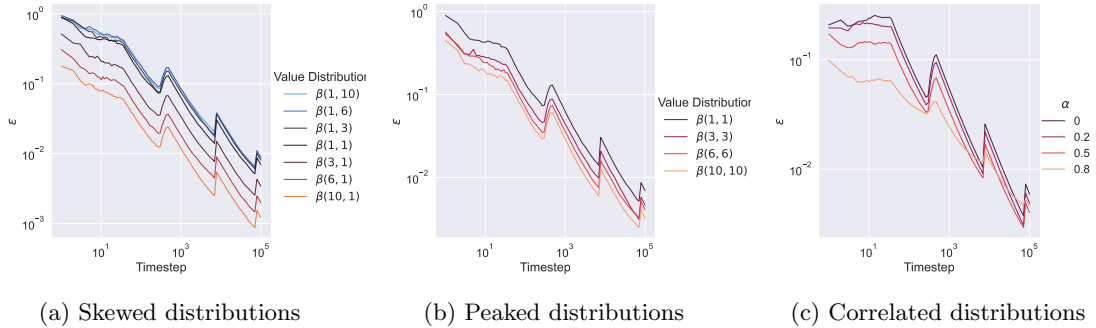 10^0
10^-1
10^-2
10^-3
ε
10^1
10^3
10^5
Timestep
Value Distribution
β(1, 10)
β(1, 6)
β(1, 3)
β(1, 1)
β(3, 1)
β(6, 1)
β(10, 1)
(a) Skewed distributions
10^0
10^-1
10^-2
ε
10^1
10^3
10^5
Timestep
Value Distribution
β(1, 1)
β(3, 3)
β(6, 6)
β(10, 10)
(b) Peaked distributions
10^-1
10^-2
ε
10^1
10^3
10^5
Timestep
α
0
0.2
0.5
0.8
(c) Correlated distributions